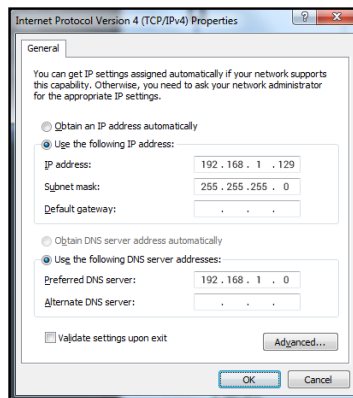 Internet Protocol Version 4 (TCP/IPv4) Properties
General
You can get IP settings assigned automatically if your network supports
this capability. Otherwise, you need to ask your network administrator
for the appropriate IP settings.
Obtain an IP address automatically
Use the following IP address:
IP address: 192 . 168 . 1 . 129
Subnet mask: 255 . 255 . 255 . 0
Default gateway: . . .
Obtain DNS server address automatically
Use the following DNS server addresses:
Preferred DNS server: 192 . 168 . 1 . 0
Alternate DNS server: . . .
Validate settings upon exit
Advanced...
OK Cancel